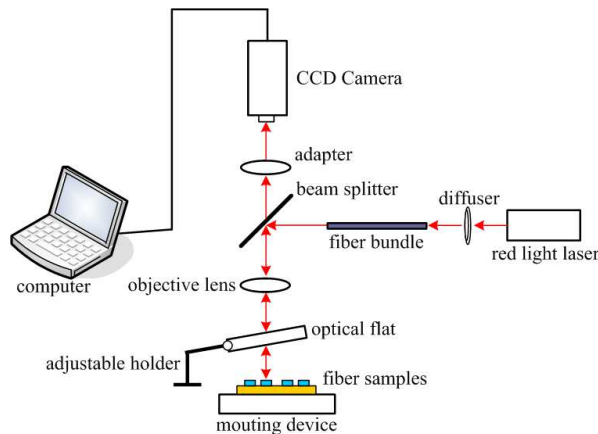 CCD Camera
adapter
beam splitter
diffuser
fiber bundle
red light laser
computer
objective lens
optical flat
adjustable holder
fiber samples
mouting device